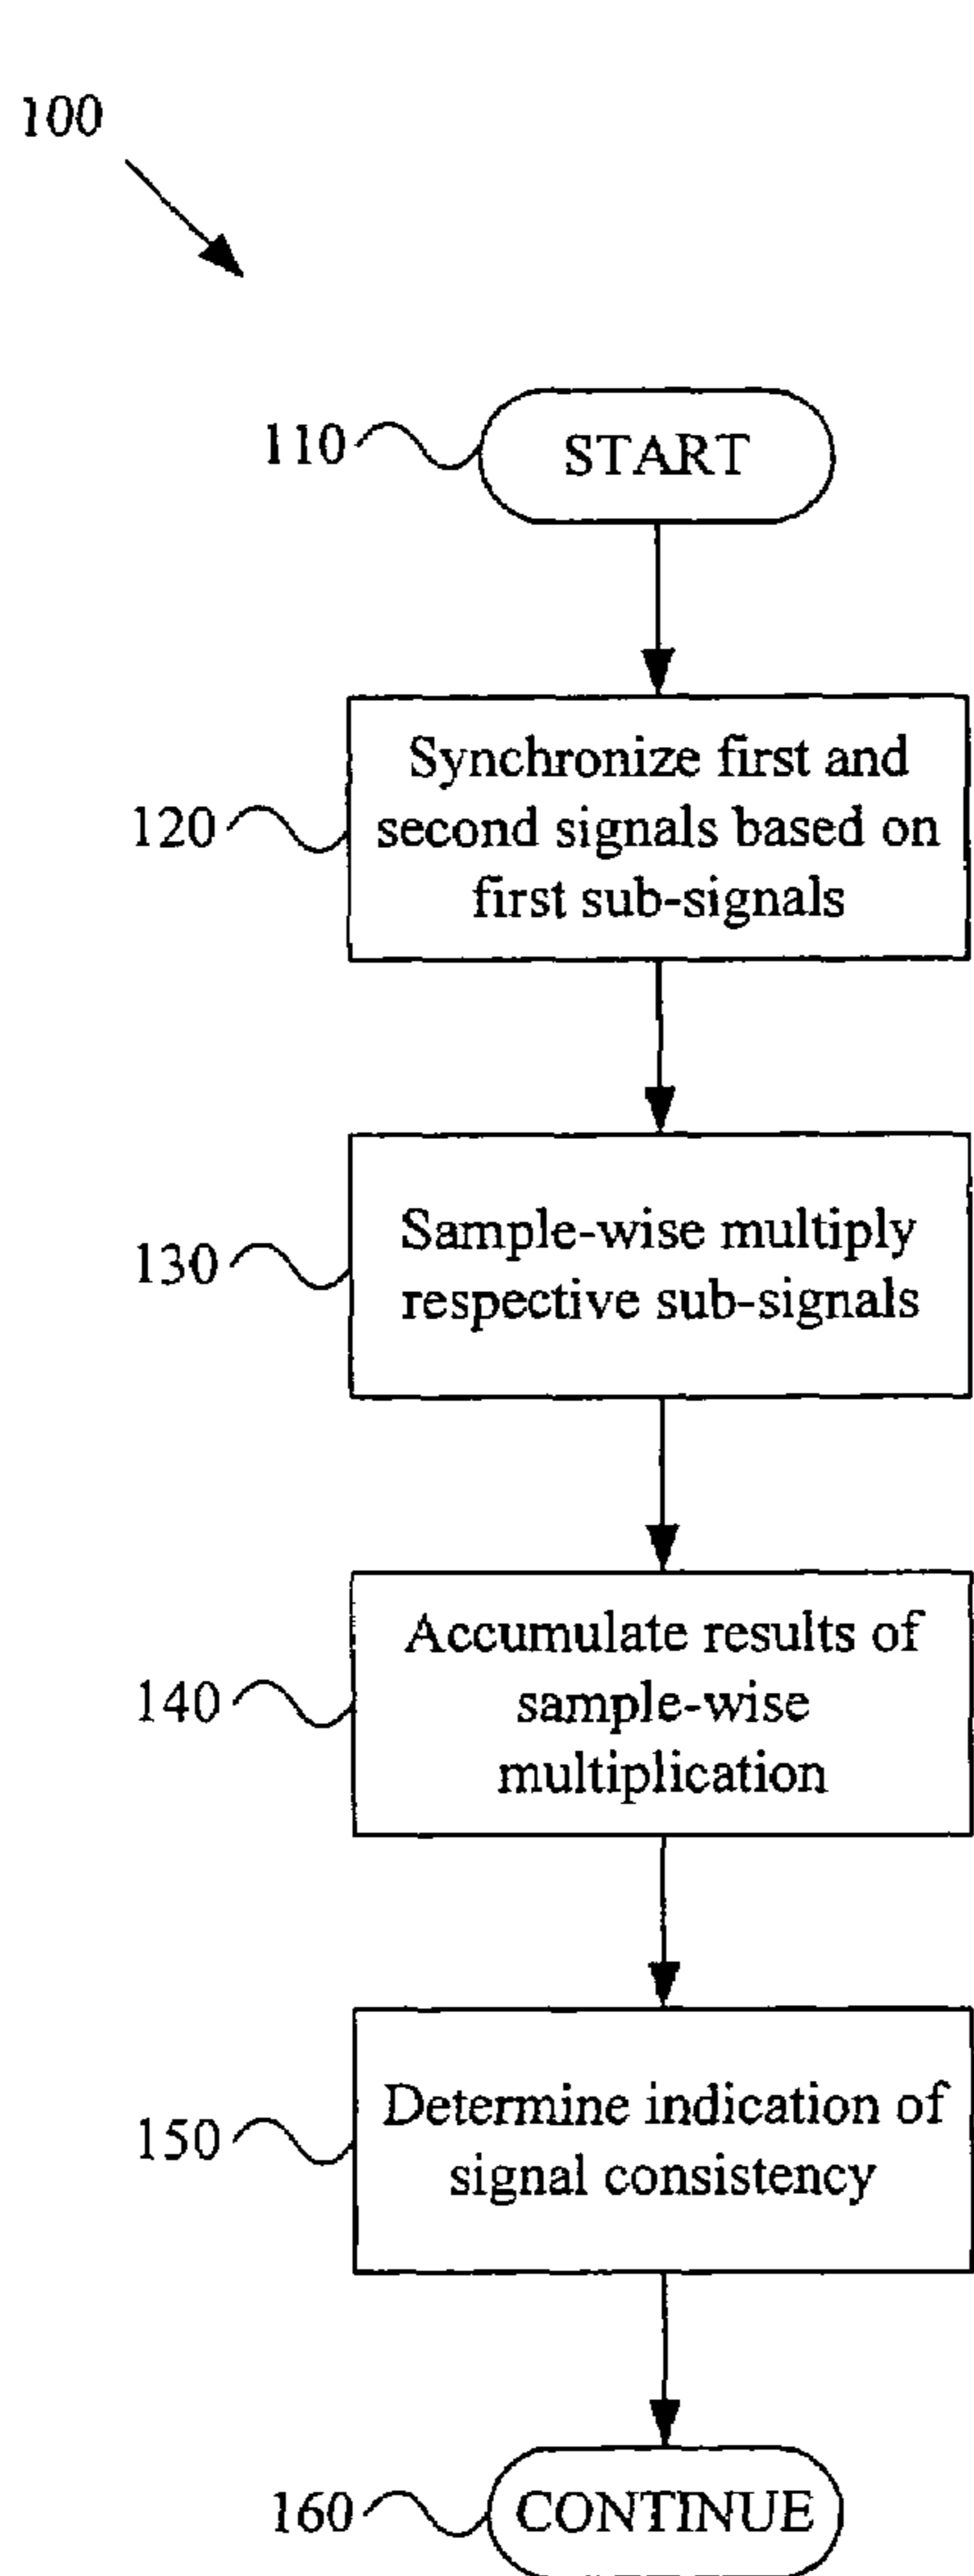 100
110
START
Synchronize first and
120
second signals based on
first sub-signals
Sample-wise multiply
130
respective sub-signals
Accumulate results of
140
sample-wise
multiplication
Determine indication of
150
signal consistency
160
CONTINUE